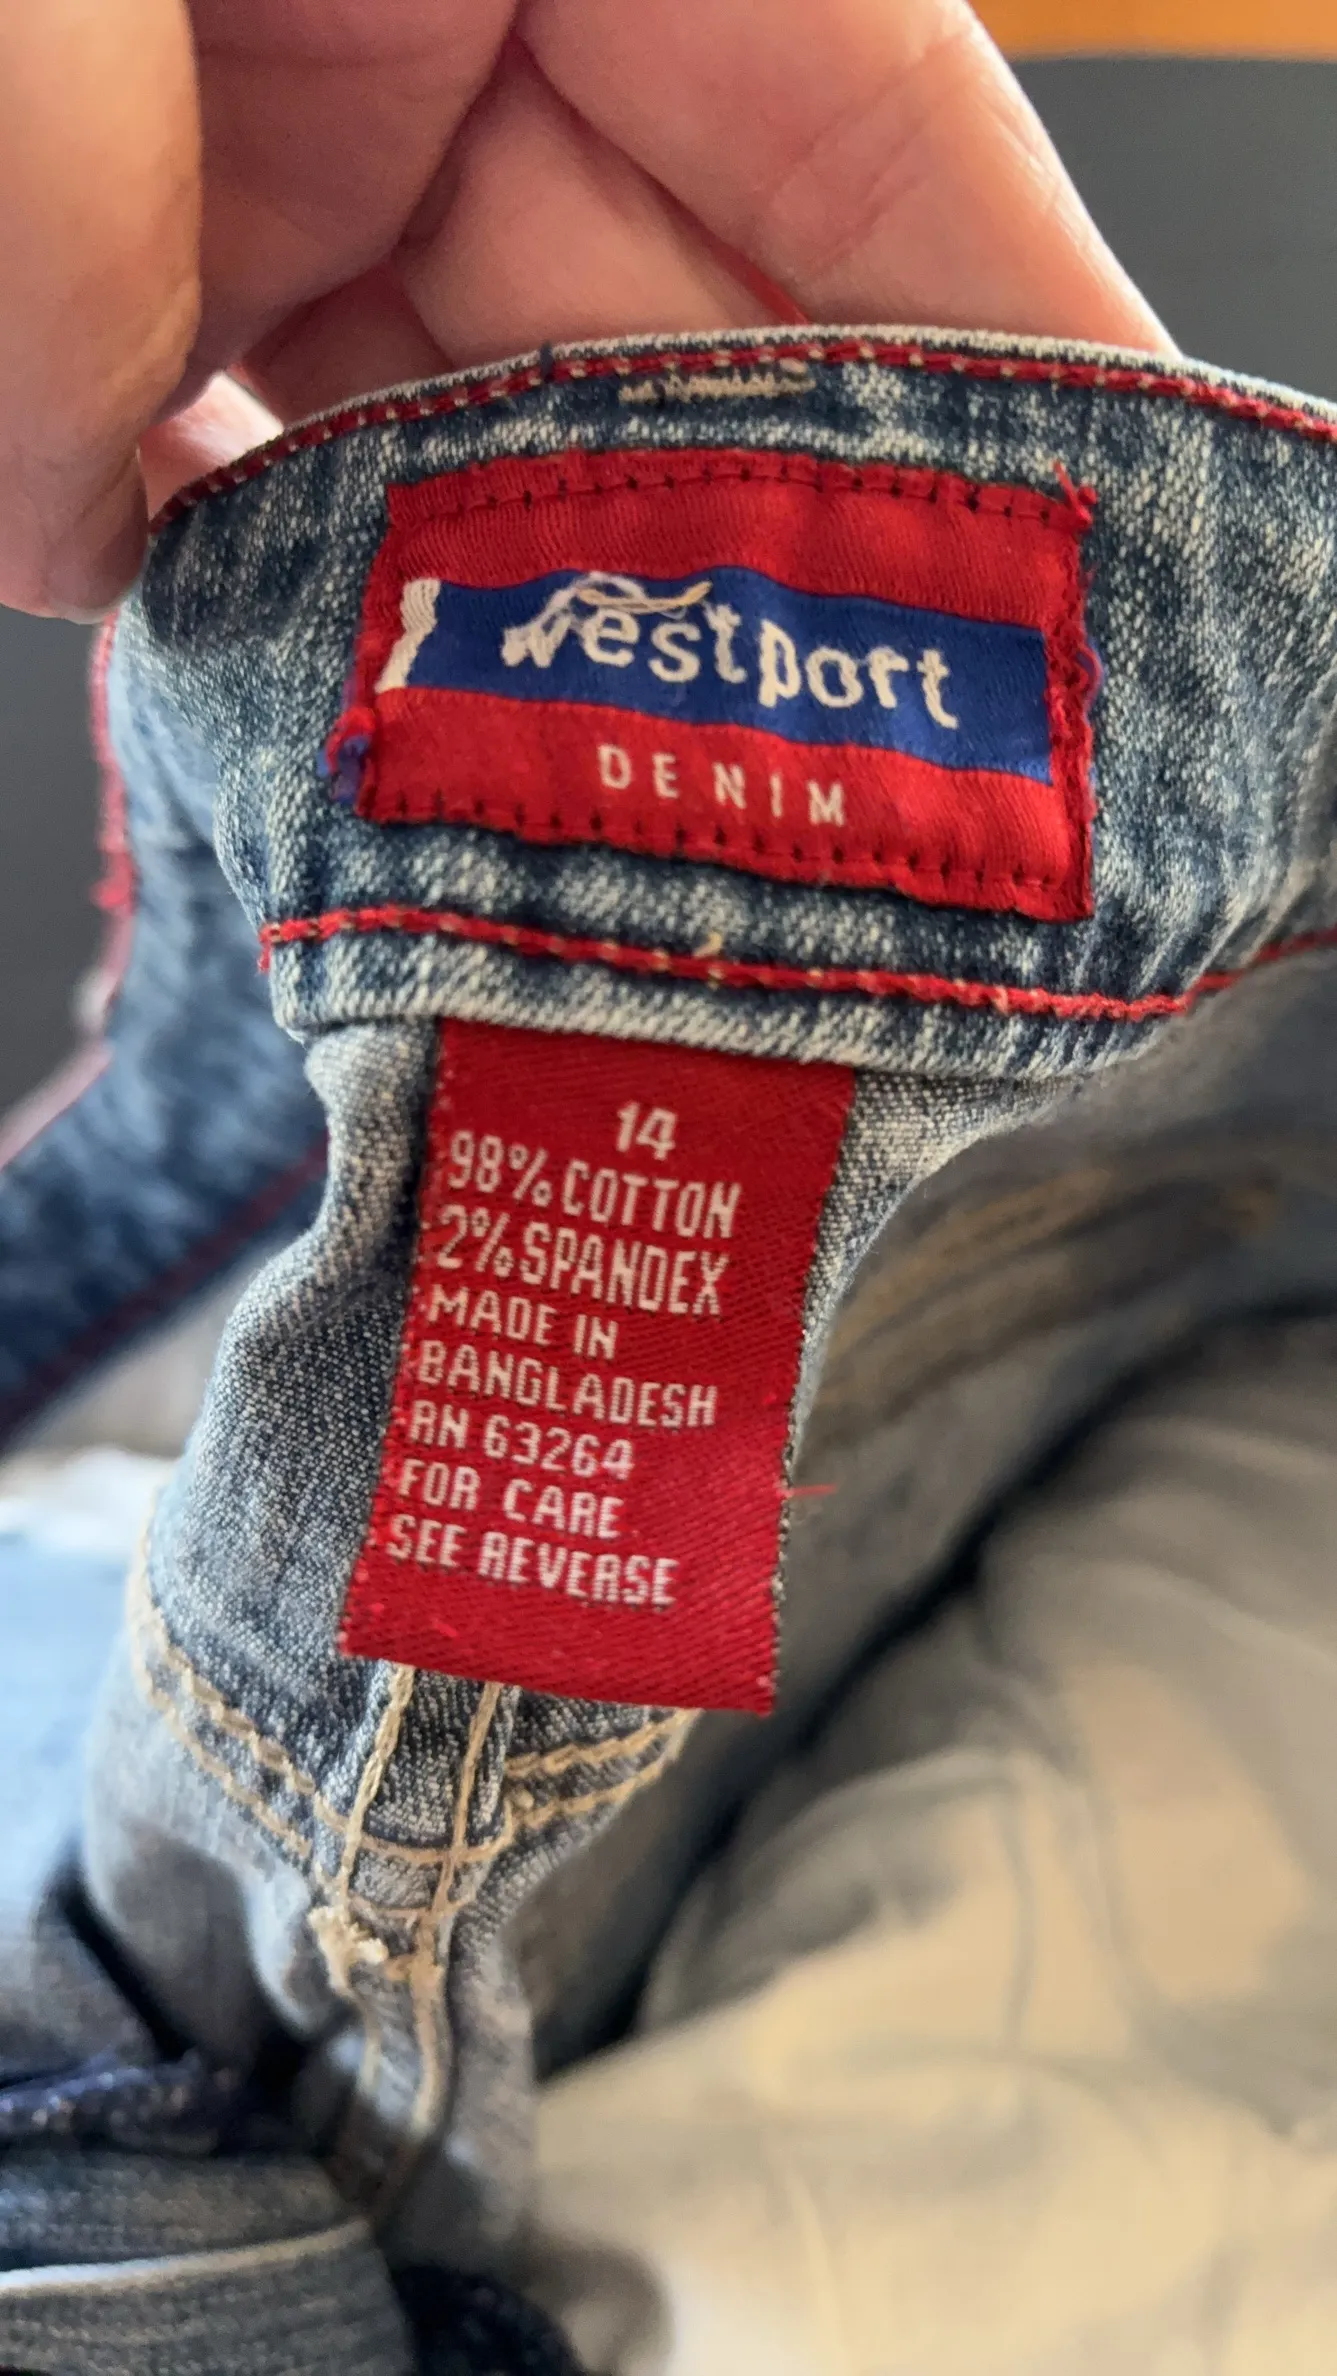 westport
DENIM
14
98% COTTON
2% SPANDEX
MADE IN
BANGLADESH
RN 63264
FOR CARE
SEE REVERSE